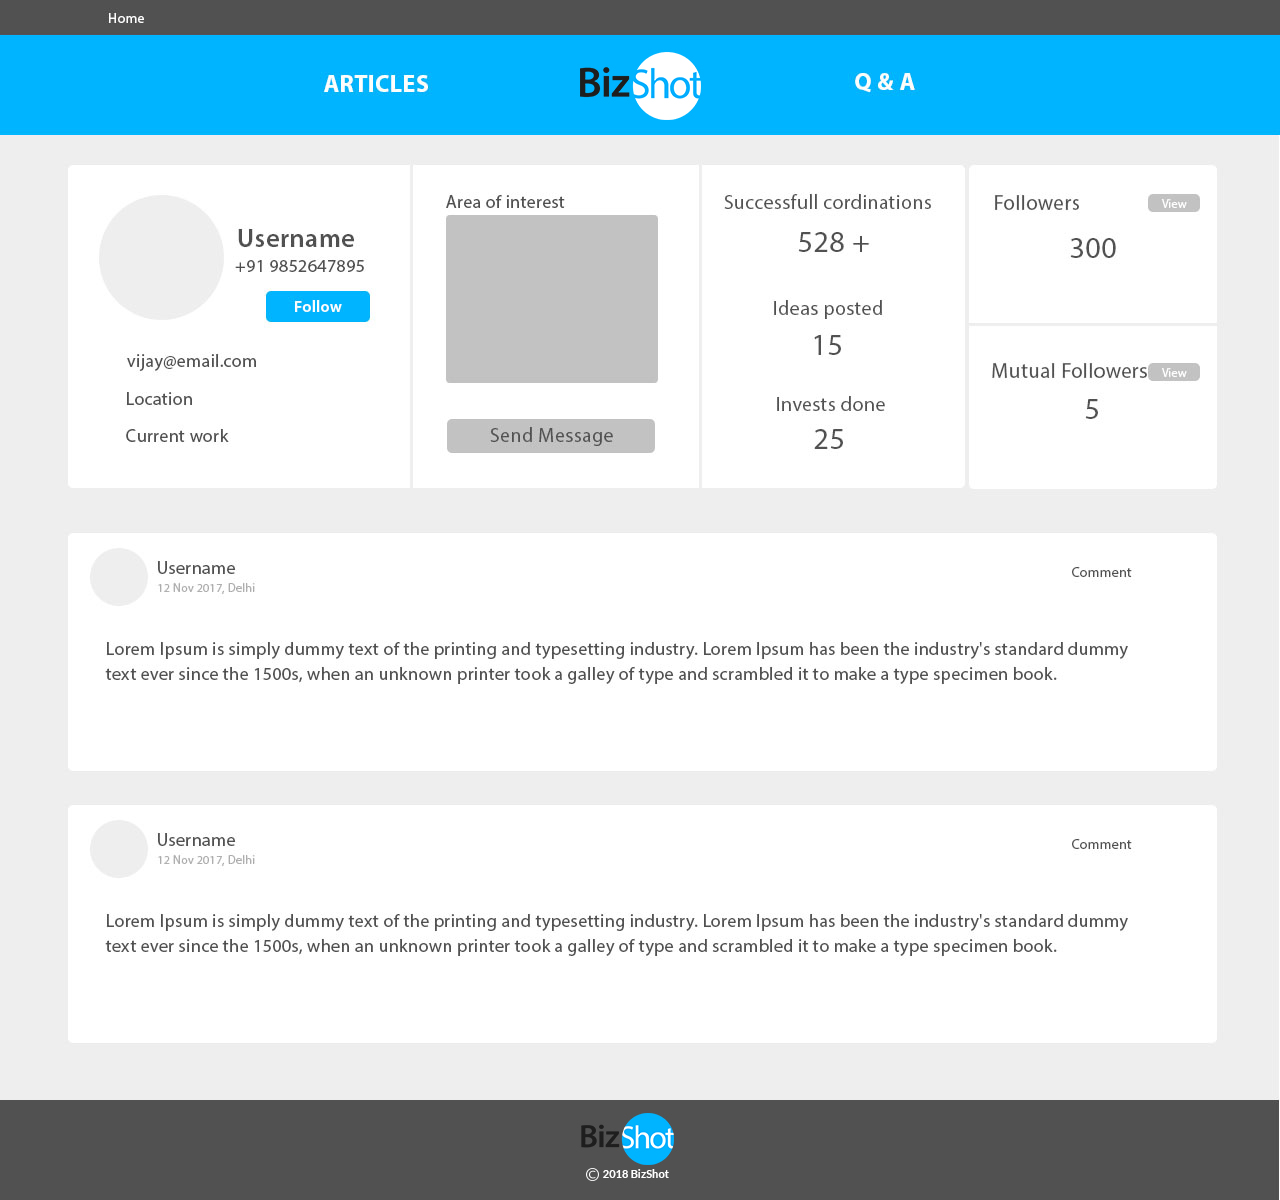 Home
ARTICLES
BizShot
Q & A
Username
+91 9852647895
Follow
vijay@email.com
Location
Current work
Area of interest
Send Message
Successfull cordinations
528 +
Ideas posted
15
Invests done
25
Followers
View
300
Mutual Followers
View
5
Username
12 Nov 2017, Delhi
Comment
Lorem Ipsum is simply dummy text of the printing and typesetting industry. Lorem Ipsum has been the industry's standard dummy
text ever since the 1500s, when an unknown printer took a galley of type and scrambled it to make a type specimen book.
Username
12 Nov 2017, Delhi
Comment
Lorem Ipsum is simply dummy text of the printing and typesetting industry. Lorem Ipsum has been the industry's standard dummy
text ever since the 1500s, when an unknown printer took a galley of type and scrambled it to make a type specimen book.
BizShot
© 2018 BizShot